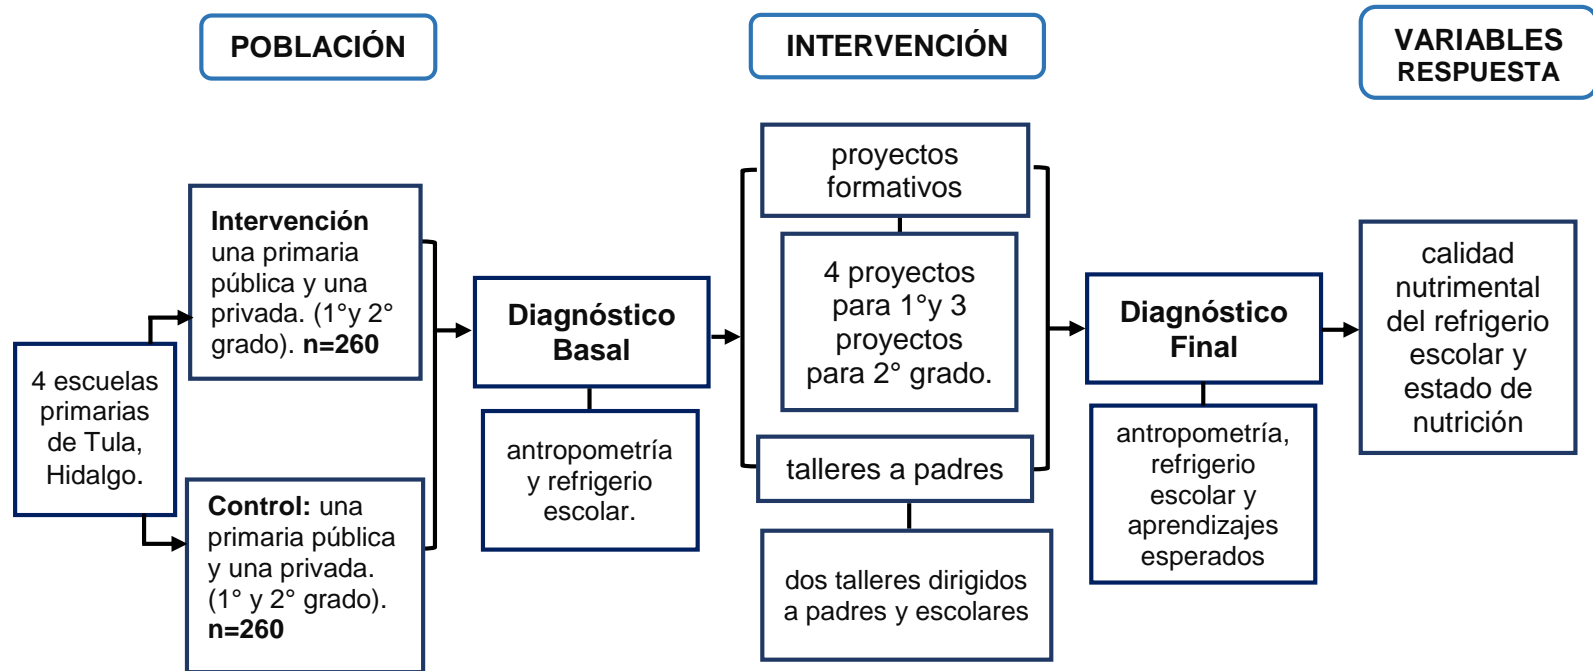 POBLACIÓN
INTERVENCIÓN
VARIABLES
RESPUESTA
4 escuelas
primarias
de Tula,
Hidalgo.
Intervención
una primaria
pública y una
privada. (1°y 2°
grado). n=260
Control: una
primaria pública
y una privada.
(1° y 2° grado).
n=260
Diagnóstico
Basal
antropometría
y refrigerio
escolar.
proyectos
formativos
4 proyectos
para 1°y 3
proyectos
para 2° grado.
talleres a padres
dos talleres dirigidos
a padres y escolares
Diagnóstico
Final
antropometría,
refrigerio
escolar y
aprendizajes
esperados
calidad
nutrimental
del refrigerio
escolar y
estado de
nutrición